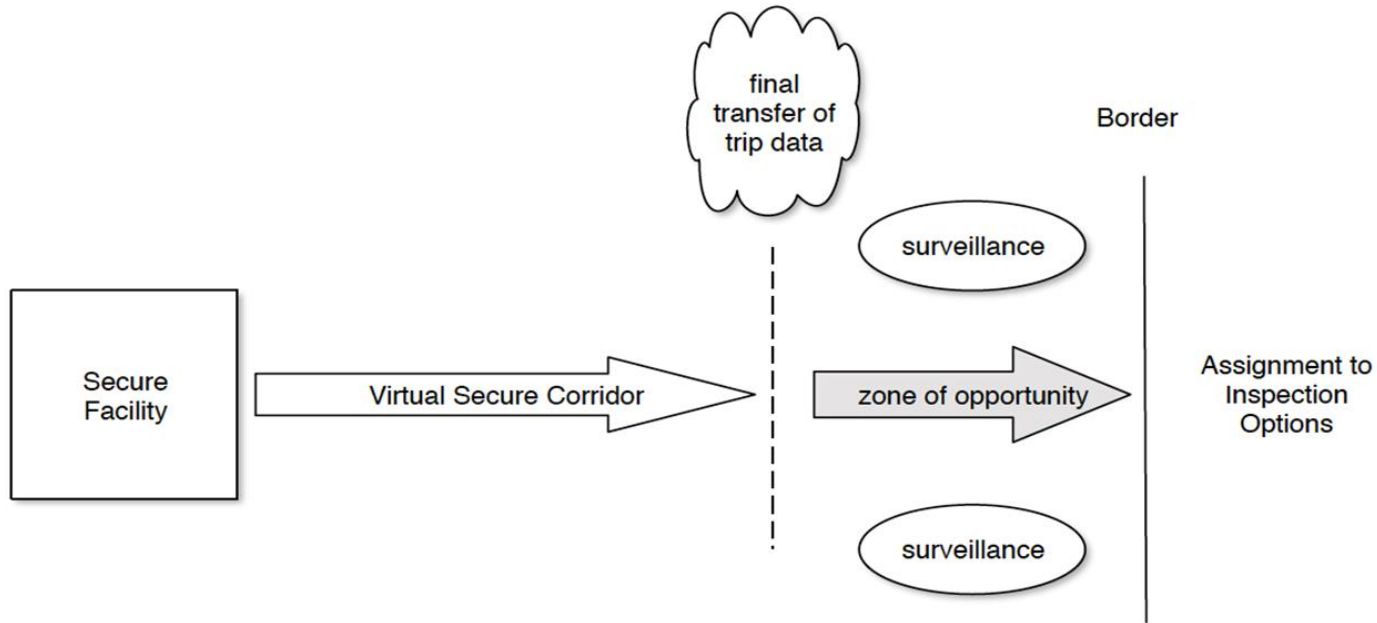 final
transfer of
trip data
Border
surveillance
Secure
Facility
Virtual Secure Corridor
zone of opportunity
Assignment to
Inspection
Options
surveillance